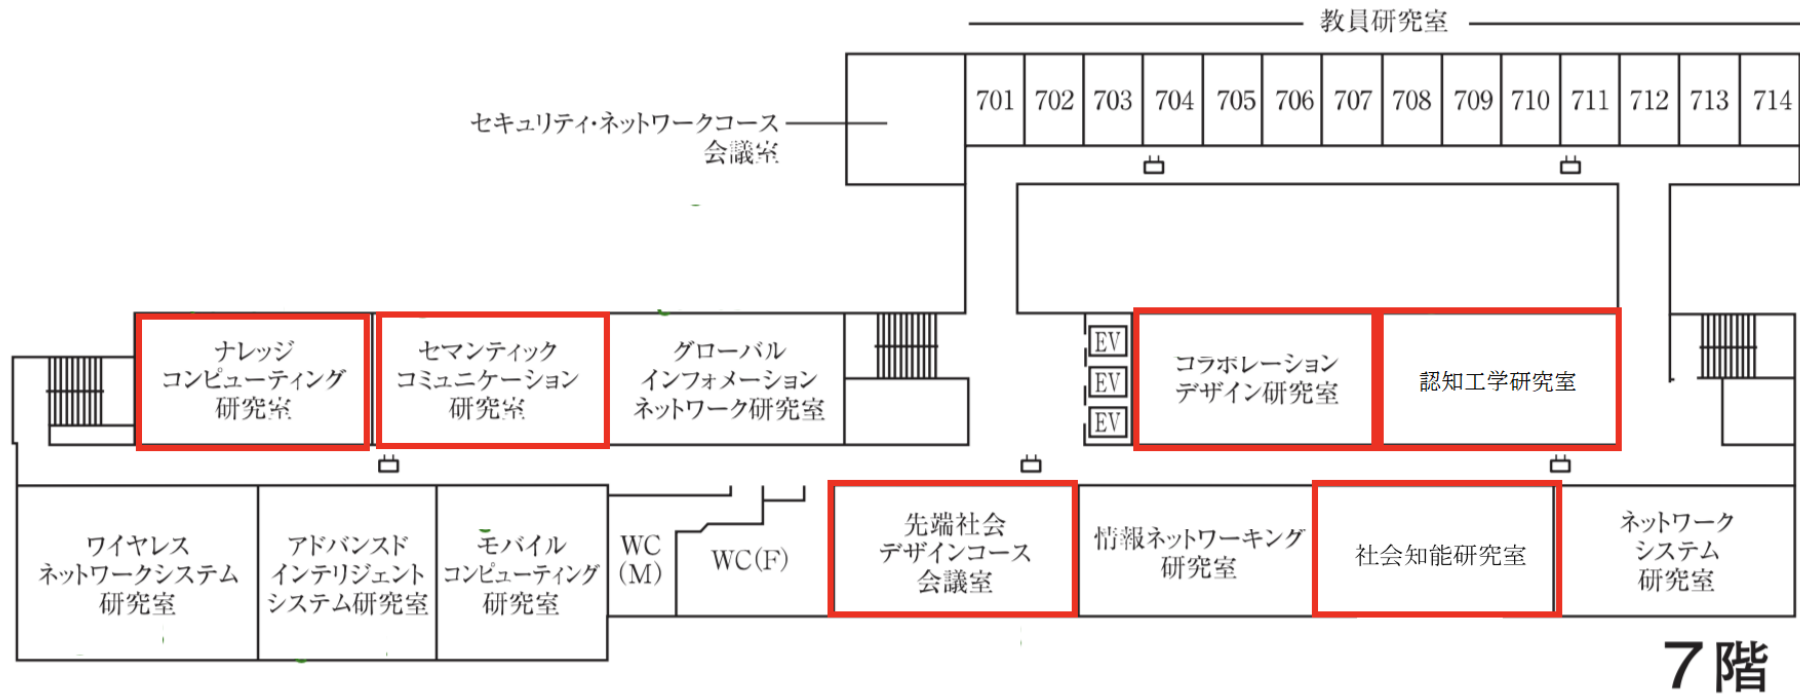 教員研究室
701 702 703 704 705 706 707 708 709 710 711 712 713 714
セキュリティ・ネットワークコース
会議室
ナレッジ
コンピューティング
研究室
セマンティック
コミュニケーション
研究室
グローバル
インフォメーション
ネットワーク研究室
EV
EV
EV
コラボレーション
デザイン研究室
認知工学研究室
ワイヤレス
ネットワークシステム
研究室
アドバンスド
インテリジェント
システム研究室
モバイル
コンピューティング
研究室
WC
(M)
WC(F)
先端社会
デザインコース
会議室
情報ネットワーキング
研究室
社会知能研究室
ネットワーク
システム
研究室
7階